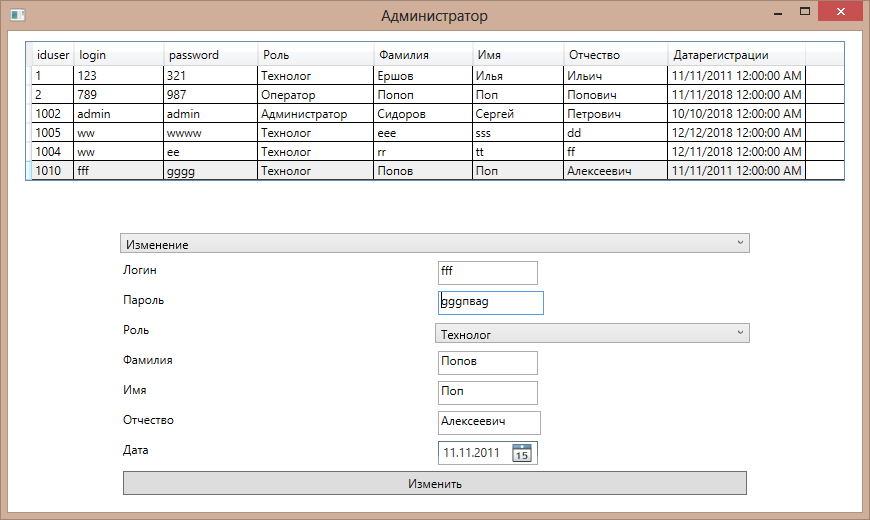 Администратор
iduser login password Роль Фамилия Имя Отчество Датарегистрации
1 123 321 Технолог Ершов Илья Ильич 11/11/2011 12:00:00 AM
2 789 987 Оператор Попоп Поп Попович 11/11/2018 12:00:00 AM
1002 admin admin Администратор Сидоров Сергей Петрович 10/10/2018 12:00:00 AM
1005 ww wwww Технолог eee sss dd 12/12/2018 12:00:00 AM
1004 ww ee Технолог rr tt ff 12/11/2018 12:00:00 AM
1010 fff gggg Технолог Попов Поп Алексеевич 11/11/2011 12:00:00 AM
Изменение
Логин fff
Пароль gggпваg
Роль Технолог
Фамилия Попов
Имя Поп
Отчество Алексеевич
Дата 11.11.2011 15
Изменить